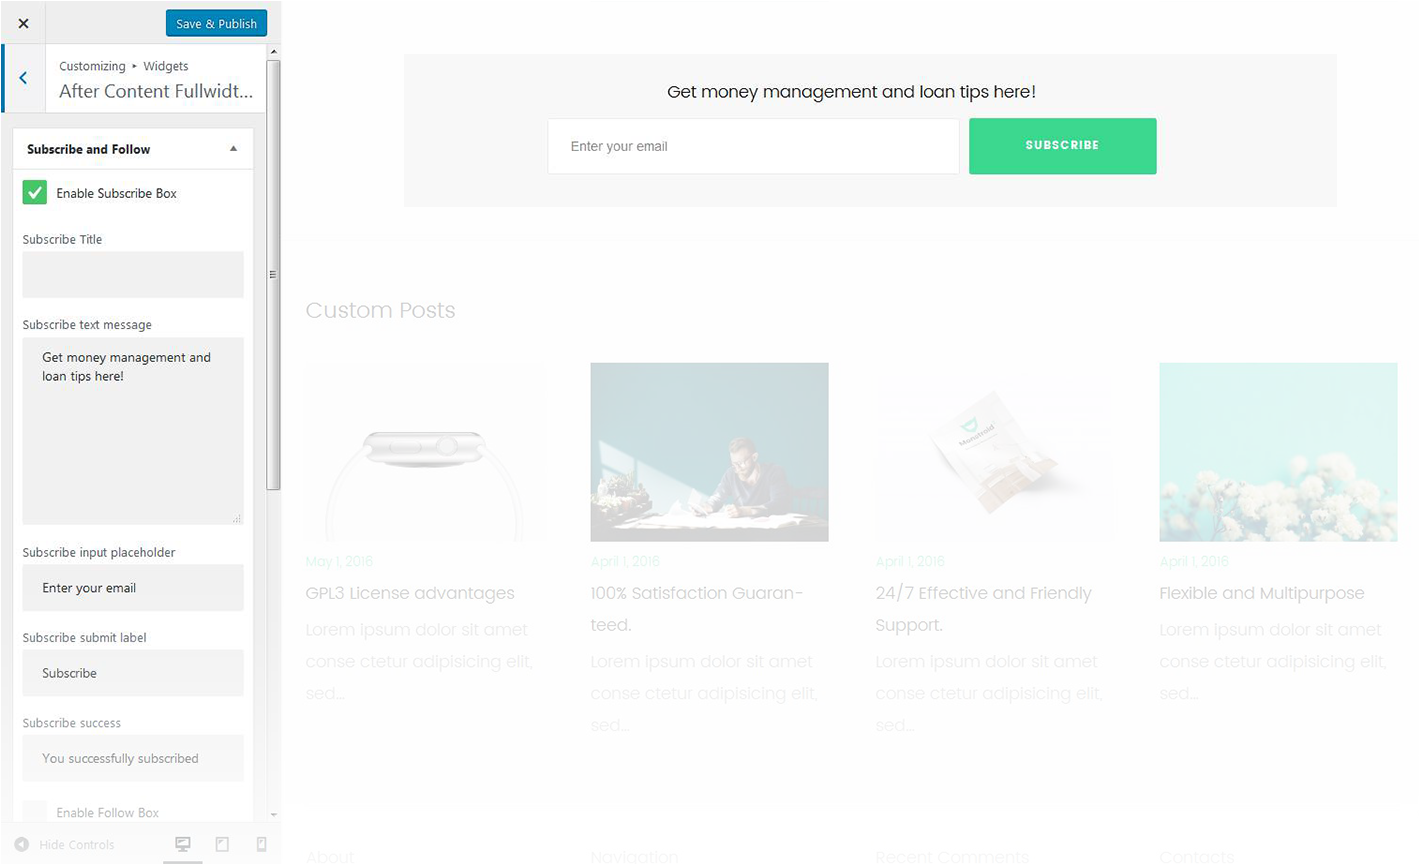 Save & Publish
Customizing ▸ Widgets
After Content Fullwidt...
Subscribe and Follow
Enable Subscribe Box
Subscribe Title
Subscribe text message
Get money management and
loan tips here!
Subscribe input placeholder
Enter your email
Subscribe submit label
Subscribe
Subscribe success
You successfully subscribed
Enable Follow Box
Hide Controls
Get money management and loan tips here!
Enter your email
SUBSCRIBE
Custom Posts
May 1, 2016
GPL3 License advantages
Lorem ipsum dolor sit amet
conse ctetur adipisicing elit,
sed...
April 1, 2016
100% Satisfaction Guaran-
teed.
Lorem ipsum dolor sit amet
conse ctetur adipisicing elit,
sed...
Monstroid
April 1, 2016
24/7 Effective and Friendly
Support.
Lorem ipsum dolor sit amet
conse ctetur adipisicing elit,
sed...
April 1, 2016
Flexible and Multipurpose
Lorem ipsum dolor sit amet
conse ctetur adipisicing elit,
sed...
About
Navigation
Recent Comments
Contacts